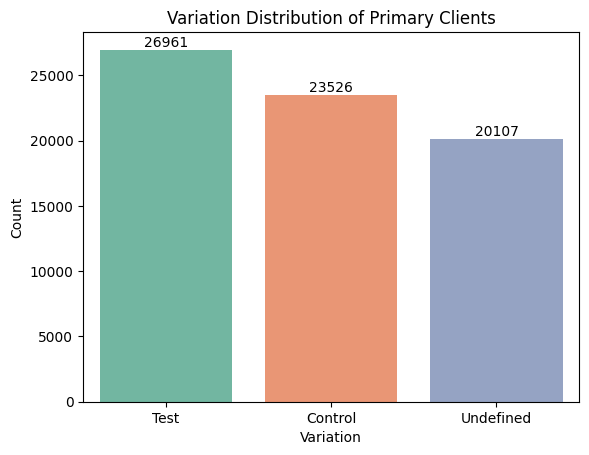 Variation Distribution of Primary Clients
26961
23526
20107
25000
20000
15000
10000
5000
0
Count
Test Control Undefined
Variation